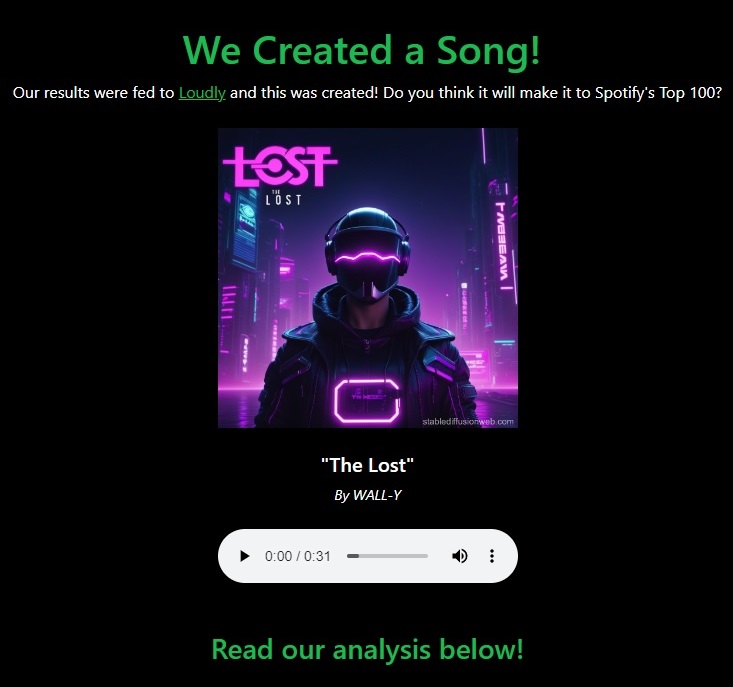 We Created a Song!
Our results were fed to Loudly and this was created! Do you think it will make it to Spotify's Top 100?
LOST
THE
LOST
stablediffusionweb.com
"The Lost"
By WALL-Y
0:00 / 0:31
Read our analysis below!